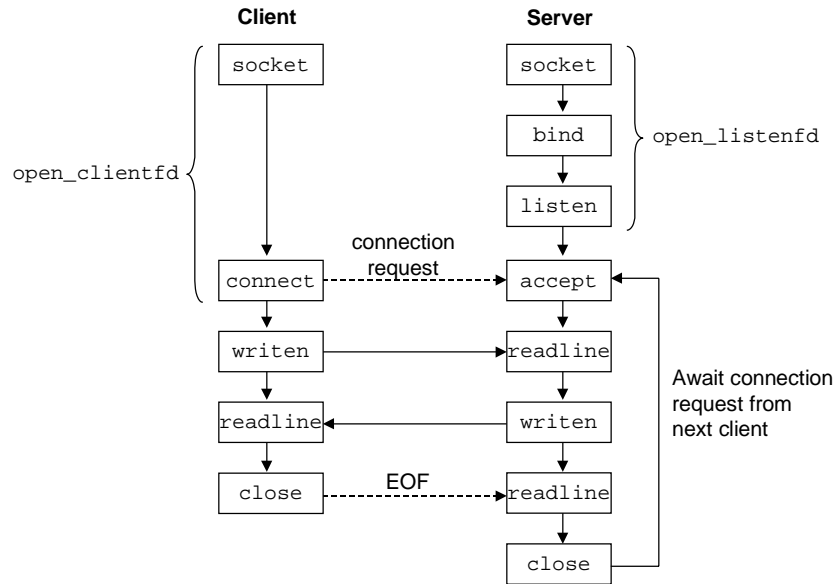 Client
Server
socket
socket
open_clientfd
bind
open_listenfd
listen
connection
request
connect
accept
writen
readline
Await connection
request from
next client
readline
writen
close
EOF
readline
close